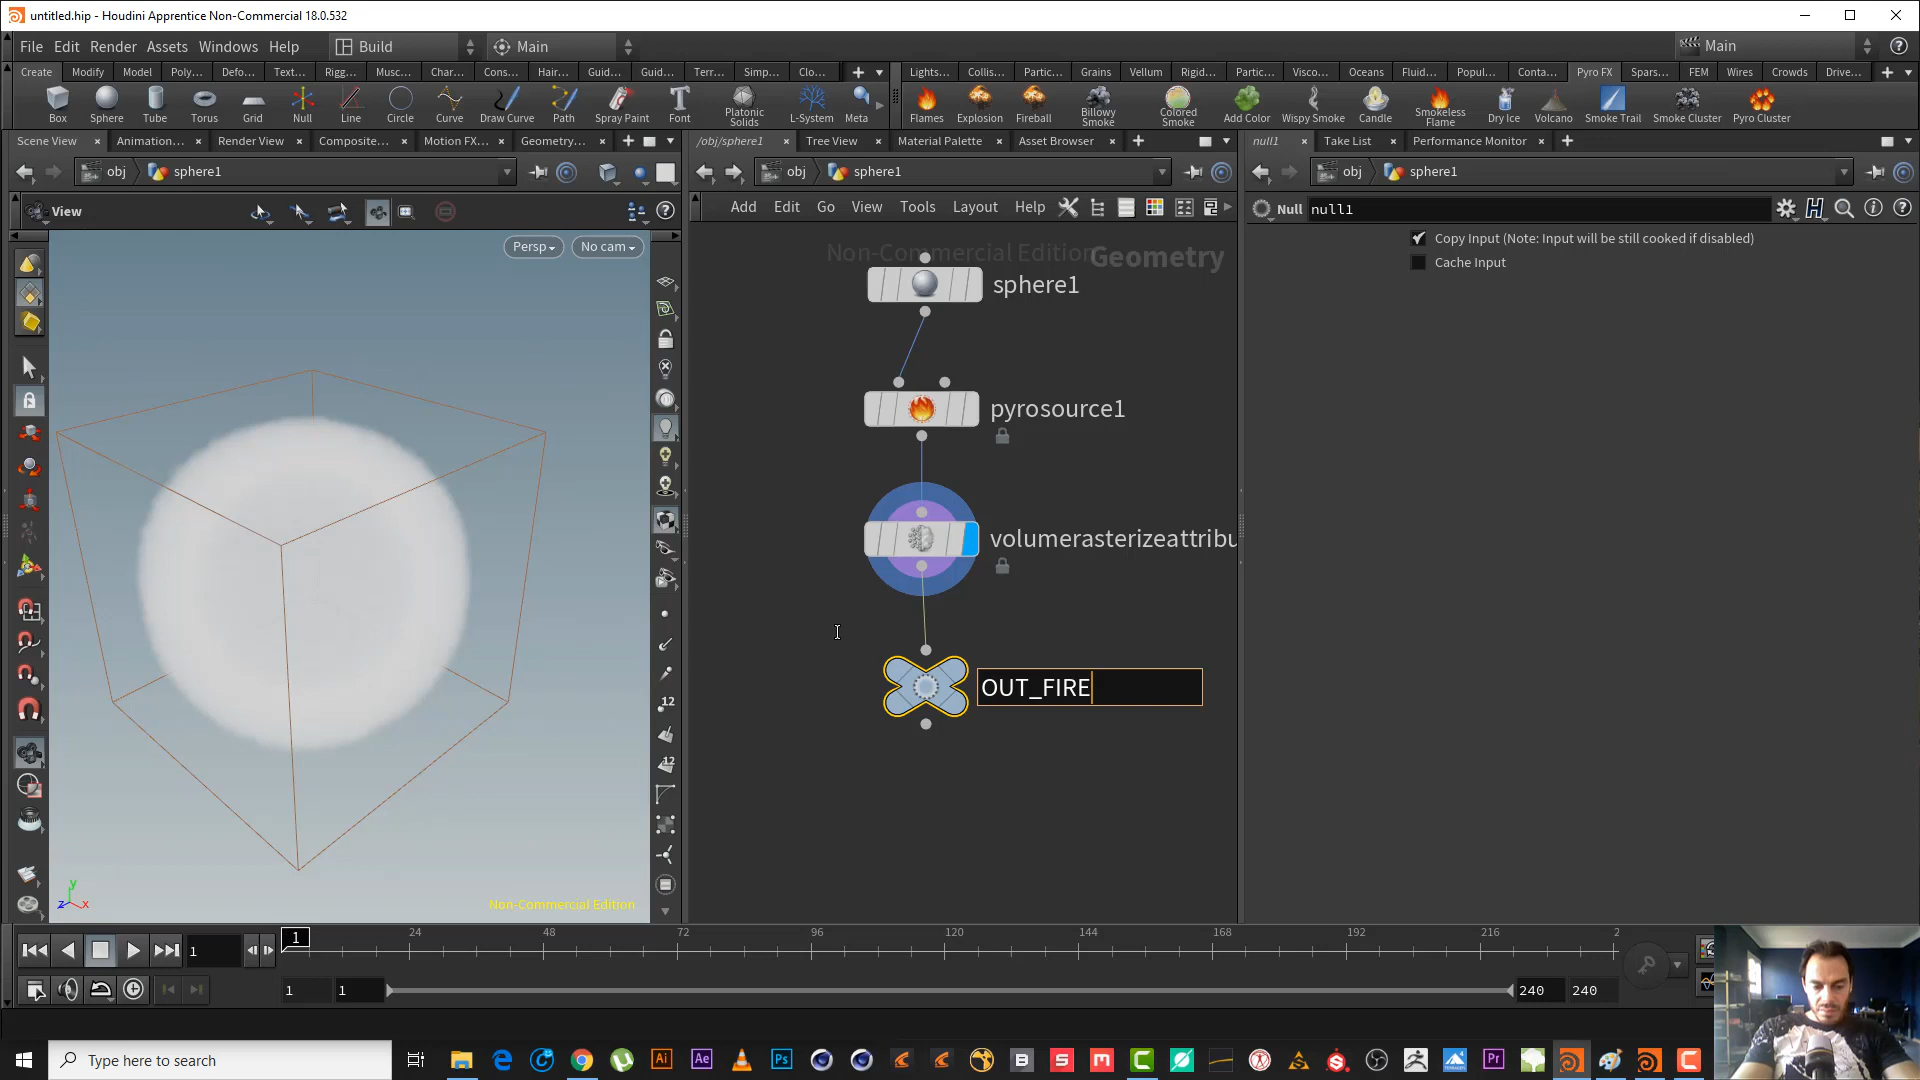 untitled.hip - Houdini Apprentice Non-Commercial 18.0.532
File Edit Render Assets Windows Help Build Main Main
Create Modify Model Poly... Defo... Text... Rigg... Musc... Char... Cons... Hair... Guid... Guid... Terr... Simp... Clo... Lights... Collis... Partic... Grains Vellum Rigid... Partic... Visco... Oceans Fluid... Popul... Conta... Pyro FX Spars... FEM Wires Crowds Drive...
Box Sphere Tube Torus Grid Null Line Circle Curve Draw Curve Path Spray Paint Font Platonic Solids L-System Meta Flames Explosion Fireball Billowy Smoke Colored Smoke Add Color Wispy Smoke Candle Smokeless Flame Dry Ice Volcano Smoke Trail Smoke Cluster Pyro Cluster
Scene View Animation... Render View Composite... Motion FX... Geometry... /obj/sphere1 Tree View Material Palette Asset Browser null1 Take List Performance Monitor
obj sphere1 obj sphere1 obj sphere1
View Add Edit Go View Tools Layout Help Null null1
Persp No cam
Copy Input (Note: Input will be still cooked if disabled)
Cache Input
Non-Commercial Edition Geometry
sphere1
pyrosource1
volumerasterizeattribu
OUT_FIRE
12
12
y
z x
Non-Commercial Edition
1 1 24 48 72 96 120 144 168 192 216 2
1 1 240 240
Type here to search
Ai Ae Ps B S M C Pr C